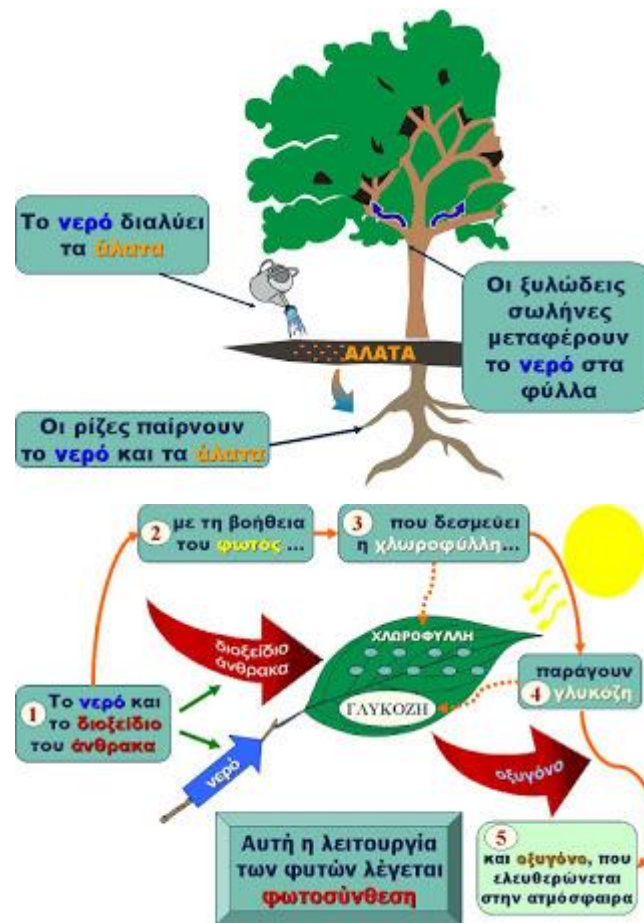 Το νερό διαλύει
τα άλατα
Οι ξυλώδεις
σωλήνες
μεταφέρουν
το νερό στα
φύλλα
ΑΛΑΤΑ
Οι ρίζες παίρνουν
το νερό και τα άλατα
2 με τη βοήθεια
του φωτός ...
3 που δεσμεύει
η χλωροφύλλη...
διοξείδιο
άνθρακα
ΧΛΩΡΟΦΥΛΛΗ
ΓΛΥΚΟΖΗ
1 Το νερό και
το διοξείδιο
του άνθρακα
νερό
παράγουν
4 γλυκόζη
οξυγόνο
5
και οξυγόνο, που
ελευθερώνεται
στην ατμόσφαιρα
Αυτή η λειτουργία
των φυτών λέγεται
φωτοσύνθεση